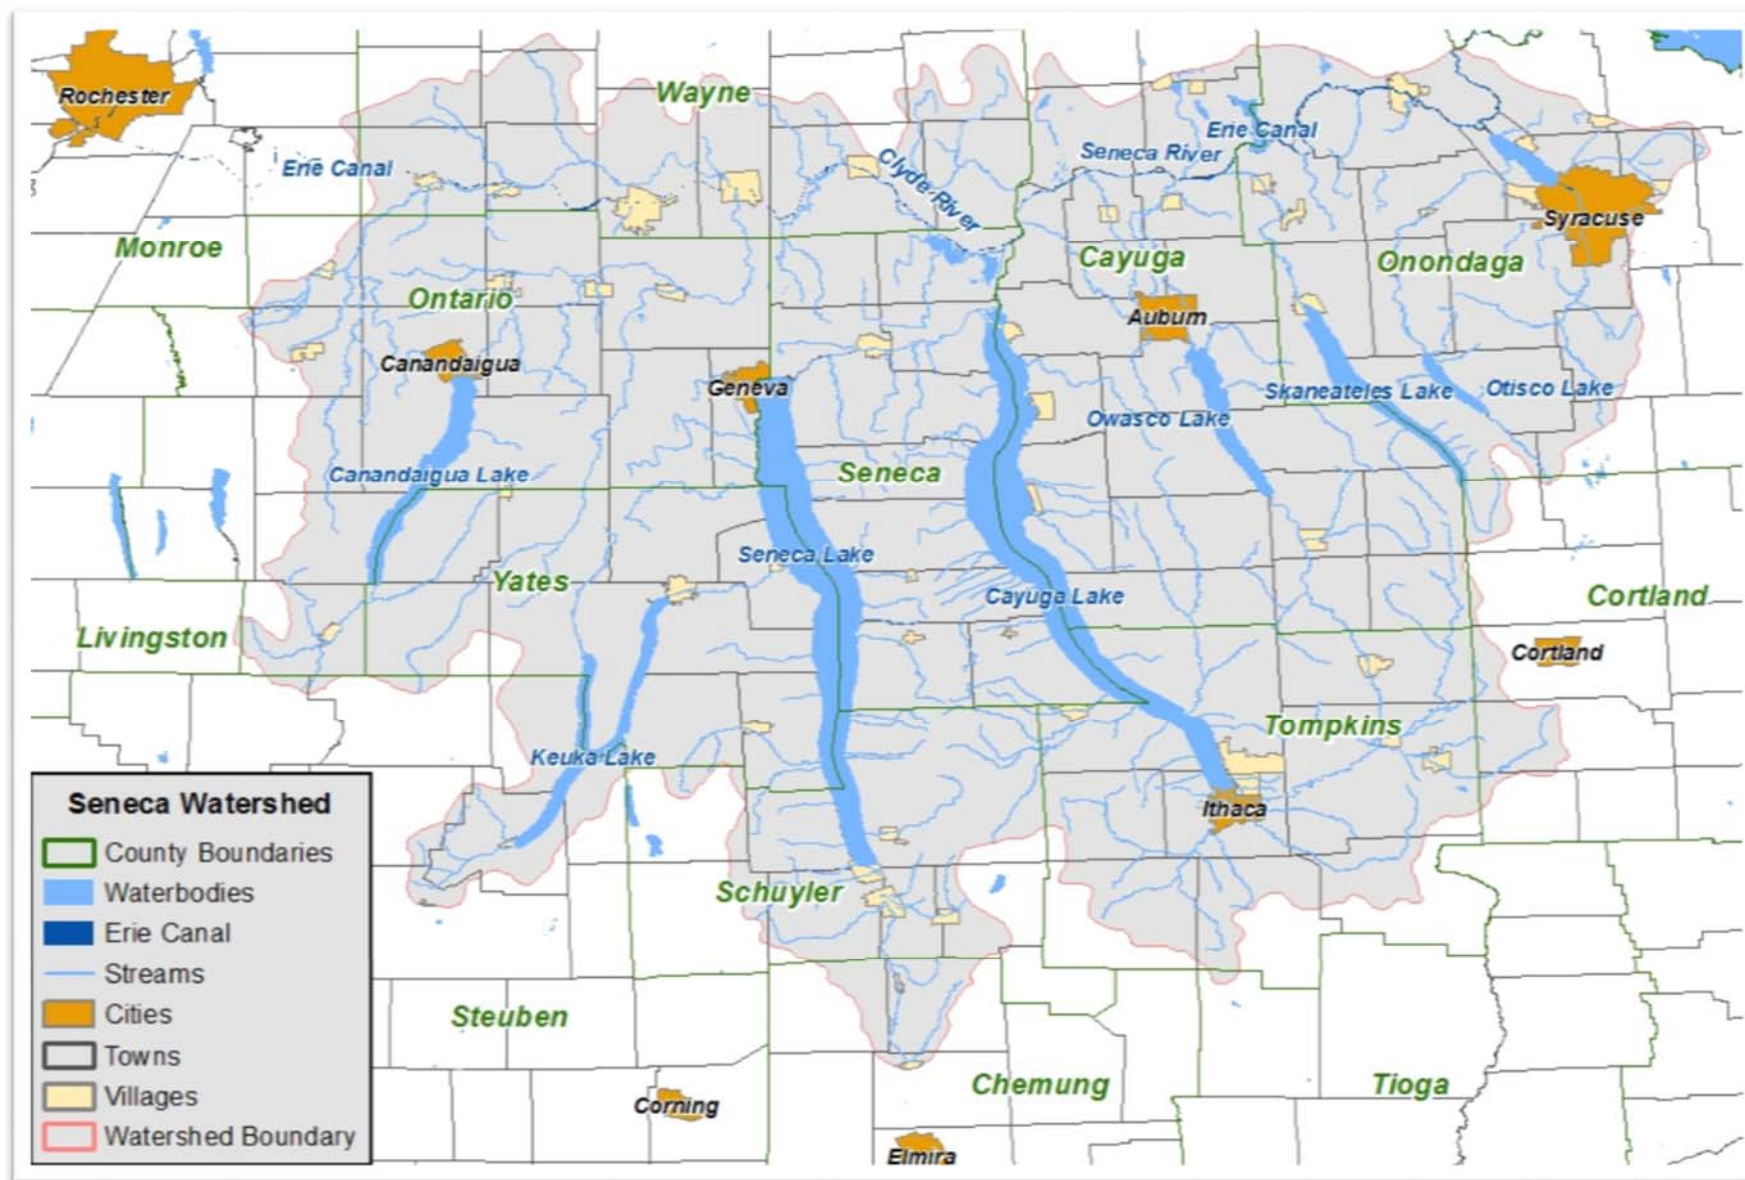 Rochester
Wayne
Erie Canal
Erie Canal
Seneca River
Clyde River
Syracuse
Monroe
Cayuga
Onondaga
Ontario
Auburn
Canandaigua
Geneva
Skaneateles Lake
Otisco Lake
Owasco Lake
Canandaigua Lake
Seneca
Seneca Lake
Yates
Cayuga Lake
Cortland
Livingston
Cortland
Tompkins
Keuka Lake
Ithaca
Schuyler
Steuben
Chemung
Tioga
Corning
Elmira
Seneca Watershed
County Boundaries
Waterbodies
Erie Canal
Streams
Cities
Towns
Villages
Watershed Boundary